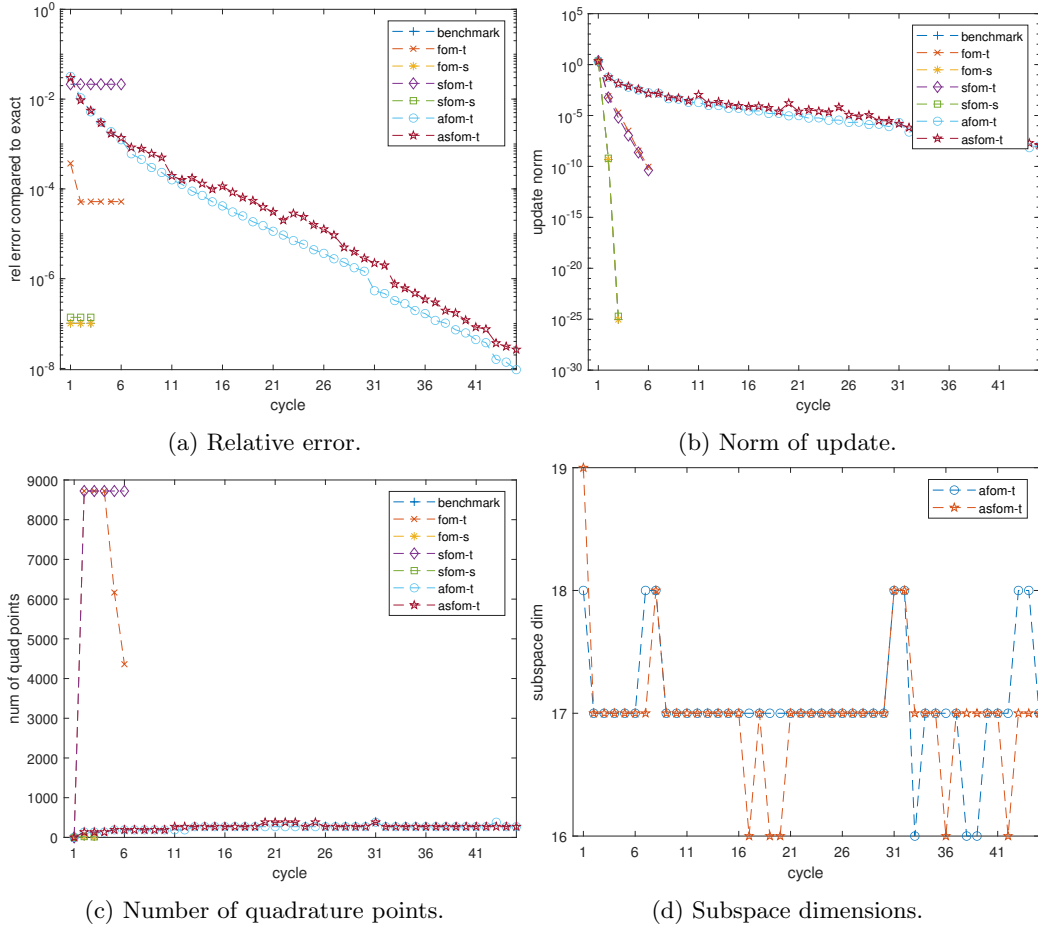 10^0
10^-2
10^-4
10^-6
10^-8
rel error compared to exact
1 6 11 16 21 26 31 36 41
cycle
benchmark
fom-t
fom-s
sfom-t
sfom-s
afom-t
asfom-t
(a) Relative error.
10^5
10^0
10^-5
10^-10
10^-15
10^-20
10^-25
10^-30
update norm
1 6 11 16 21 26 31 36 41
cycle
benchmark
fom-t
fom-s
sfom-t
sfom-s
afom-t
asfom-t
(b) Norm of update.
9000
8000
7000
6000
5000
4000
3000
2000
1000
0
num of quad points
1 6 11 16 21 26 31 36 41
cycle
benchmark
fom-t
fom-s
sfom-t
sfom-s
afom-t
asfom-t
(c) Number of quadrature points.
19
18
17
16
subspace dim
1 6 11 16 21 26 31 36 41
cycle
afom-t
asfom-t
(d) Subspace dimensions.